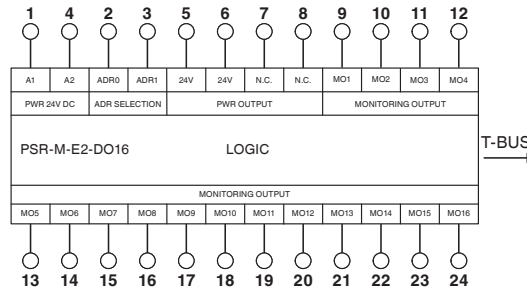 1 4 2 3 5 6 7 8 9 10 11 12
A1 A2 ADR0 ADR1 24V 24V N.C. N.C. MO1 MO2 MO3 MO4
PWR 24V DC ADR SELECTION PWR OUTPUT MONITORING OUTPUT
PSR-M-E2-DO16 LOGIC T-BUS
MONITORING OUTPUT
MO5 MO6 MO7 MO8 MO9 MO10 MO11 MO12 MO13 MO14 MO15 MO16
13 14 15 16 17 18 19 20 21 22 23 24